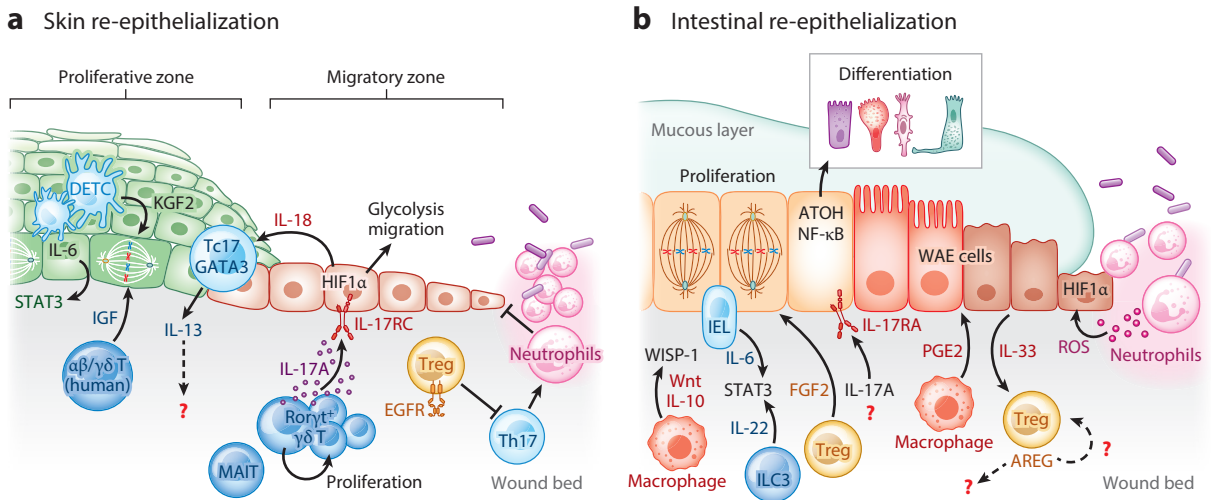 a Skin re-epithelialization
Proliferative zone
Migratory zone
DETC
KGF2
IL-6
STAT3
Tc17
GATA3
IL-18
Glycolysis
migration
HIF1α
IGF
IL-13
?
αβ/γδ T
(human)
IL-17RC
IL-17A
Rorγt+
γδ T
Proliferation
MAIT
Treg
EGFR
Th17
Neutrophils
Wound bed
b Intestinal re-epithelialization
Differentiation
Mucous layer
Proliferation
ATOH
NF-κB
WAE cells
HIF1α
IEL
IL-17RA
WISP-1
Wnt
IL-10
Macrophage
IL-6
STAT3
IL-22
ILC3
FGF2
Treg
IL-17A
?
PGE2
Macrophage
IL-33
Treg
AREG
?
?
ROS
Neutrophils
Wound bed